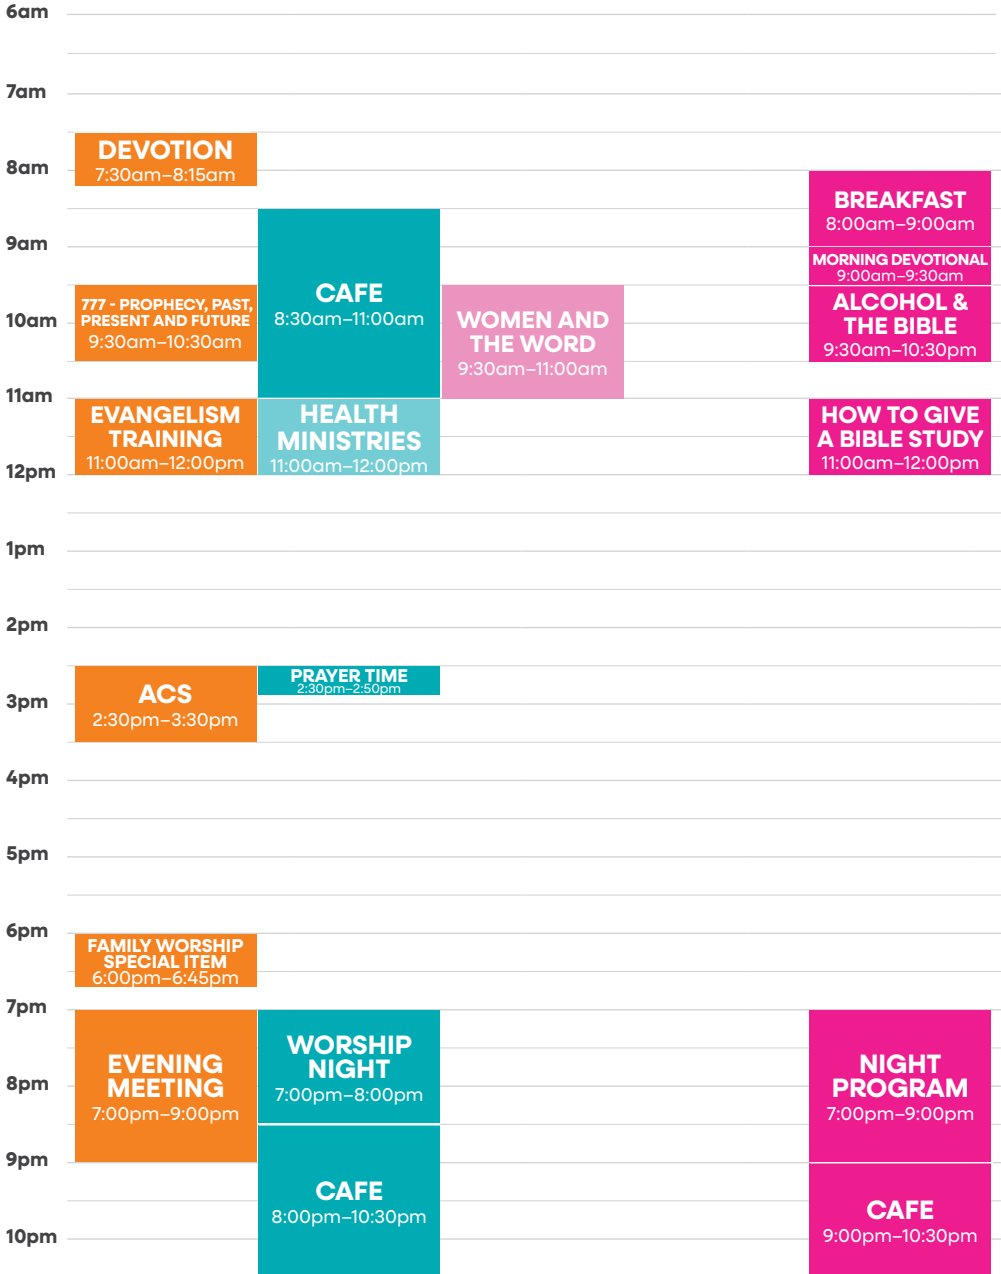 6am
7am
8am
9am
10am
11am
12pm
1pm
2pm
3pm
4pm
5pm
6pm
7pm
8pm
9pm
10pm
DEVOTION
7:30am–8:15am
777 - PROPHECY, PAST,
PRESENT AND FUTURE
9:30am–10:30am
EVANGELISM
TRAINING
11:00am–12:00pm
ACS
2:30pm–3:30pm
FAMILY WORSHIP
SPECIAL ITEM
6:00pm–6:45pm
EVENING
MEETING
7:00pm–9:00pm
CAFE
8:30am–11:00am
HEALTH
MINISTRIES
11:00am–12:00pm
PRAYER TIME
2:30pm–2:50pm
WORSHIP
NIGHT
7:00pm–8:00pm
CAFE
8:00pm–10:30pm
WOMEN AND
THE WORD
9:30am–11:00am
BREAKFAST
8:00am–9:00am
MORNING DEVOTIONAL
9:00am–9:30am
ALCOHOL &
THE BIBLE
9:30am–10:30pm
HOW TO GIVE
A BIBLE STUDY
11:00am–12:00pm
NIGHT
PROGRAM
7:00pm–9:00pm
CAFE
9:00pm–10:30pm